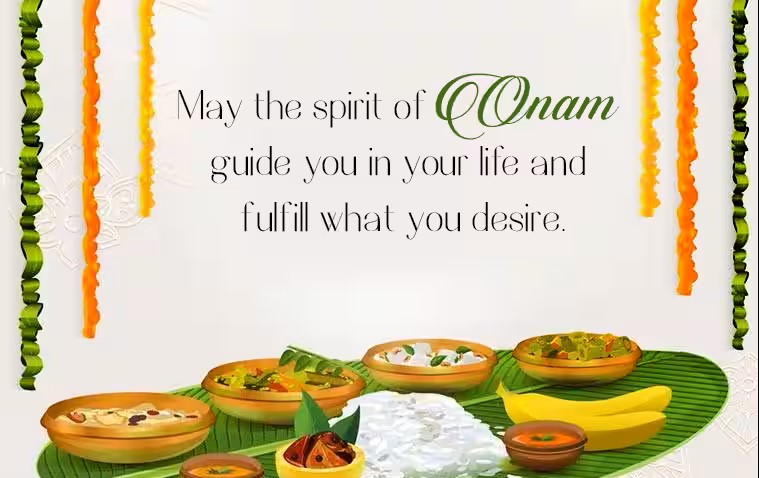 May the spirit of Onam
guide you in your life and
fulfill what you desire.